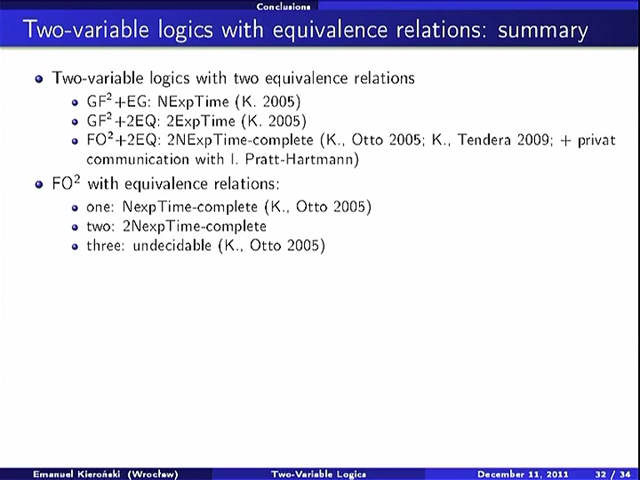 Conclusions
Two-variable logics with equivalence relations: summary
Two-variable logics with two equivalence relations
GF²+EG: NExpTime (K. 2005)
GF²+2EQ: 2ExpTime (K. 2005)
FO²+2EQ: 2NExpTime-complete (K., Otto 2005; K., Tendera 2009; + privat
communication with I. Pratt-Hartmann)
FO² with equivalence relations:
one: NexpTime-complete (K., Otto 2005)
two: 2NexpTime-complete
three: undecidable (K., Otto 2005)
Emanuel Kieroński (Wrocław) Two-Variable Logics December 11, 2011 32 / 34